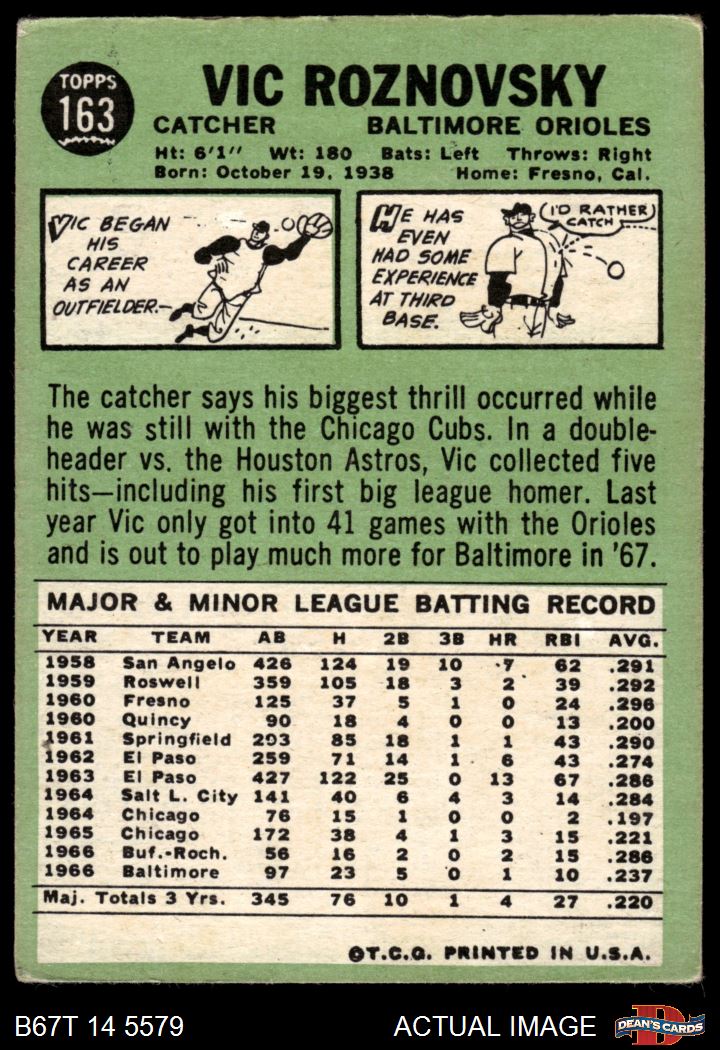 TOPPS
163
VIC ROZNOVSKY
CATCHER BALTIMORE ORIOLES
Ht: 6'1" Wt: 180 Bats: Left Throws: Right
Born: October 19, 1938 Home: Fresno, Cal.
VIC BEGAN
HIS
CAREER
AS AN
OUTFIELDER.—
HE HAS
EVEN
HAD SOME
EXPERIENCE
AT THIRD
BASE.
I'D RATHER
CATCH
The catcher says his biggest thrill occurred while
he was still with the Chicago Cubs. In a double-
header vs. the Houston Astros, Vic collected five
hits—including his first big league homer. Last
year Vic only got into 41 games with the Orioles
and is out to play much more for Baltimore in '67.
MAJOR & MINOR LEAGUE BATTING RECORD
YEAR TEAM AB H 2B 3B HR RBI AVG.
1958 San Angelo 426 124 19 10 7 62 .291
1959 Roswell 359 105 18 3 2 39 .292
1960 Fresno 125 37 5 1 0 24 .296
1960 Quincy 90 18 4 0 0 13 .200
1961 Springfield 293 85 18 1 1 43 .290
1962 El Paso 259 71 14 1 6 43 .274
1963 El Paso 427 122 25 0 13 67 .286
1964 Salt L. City 141 40 6 4 3 14 .284
1964 Chicago 76 15 1 0 0 2 .197
1965 Chicago 172 38 4 1 3 15 .221
1966 Buf.-Roch. 56 16 2 0 2 15 .286
1966 Baltimore 97 23 5 0 1 10 .237
Maj. Totals 3 Yrs. 345 76 10 1 4 27 .220
©T.C.G. PRINTED IN U.S.A.
B67T 14 5579 ACTUAL IMAGE
D
DEAN'S CARDS